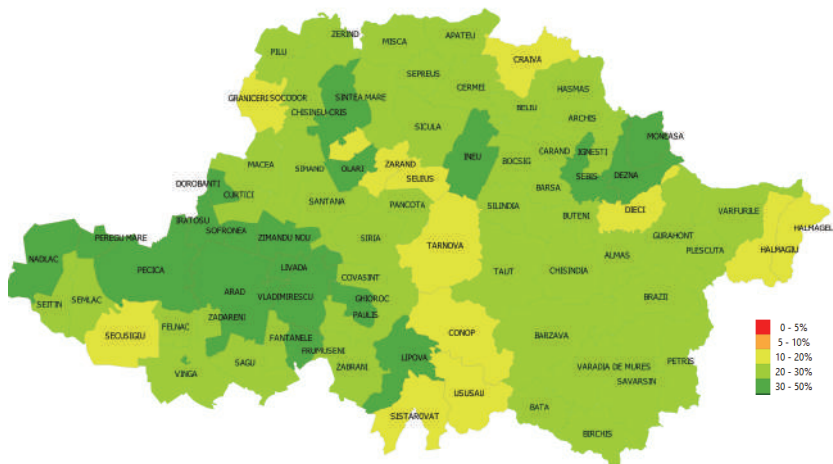 ZERIND
MISCA
APATEU
PILU
CRAIVA
SEPREUS
CERMEI
HASMAS
GRANICERI
SOCODOR
SINTEA MARE
CHISINEU-CRIS
BELIU
ARCHIS
SICULA
MONEASA
MACEA
SIMAND
OLARI
ZARAND
INEU
BOCSIG
CARAND
IGNESTI
SELEUS
SEBIS
DEZNA
DOROBANTI
CURTICI
BARSA
SANTANA
PANCOTA
SILINDIA
BUTENI
DIECI
VARFURILE
IRATOSU
SOFRONEA
HALMAGEL
PEREGU MARE
ZIMANDU NOU
SIRIA
TARNOVA
GURAHONT
PLESCUTA
HALMAGIU
NADLAC
PECICA
LIVADA
COVASINT
TAUT
CHISINDIA
ALMAS
SEITIN
SEMLAC
ARAD
VLADIMIRESCU
GHIOROC
BRAZII
ZADARENI
PAULIS
SECUSIGIU
FELNAC
FANTANELE
CONOP
BARZAVA
FRUMUSENI
LIPOVA
VINGA
SAGU
ZABRANI
VARADIA DE MURES
PETRIS
SAVARSIN
USUSAU
BATA
SISTAROVAT
BIRCHIS
0 - 5%
5 - 10%
10 - 20%
20 - 30%
30 - 50%